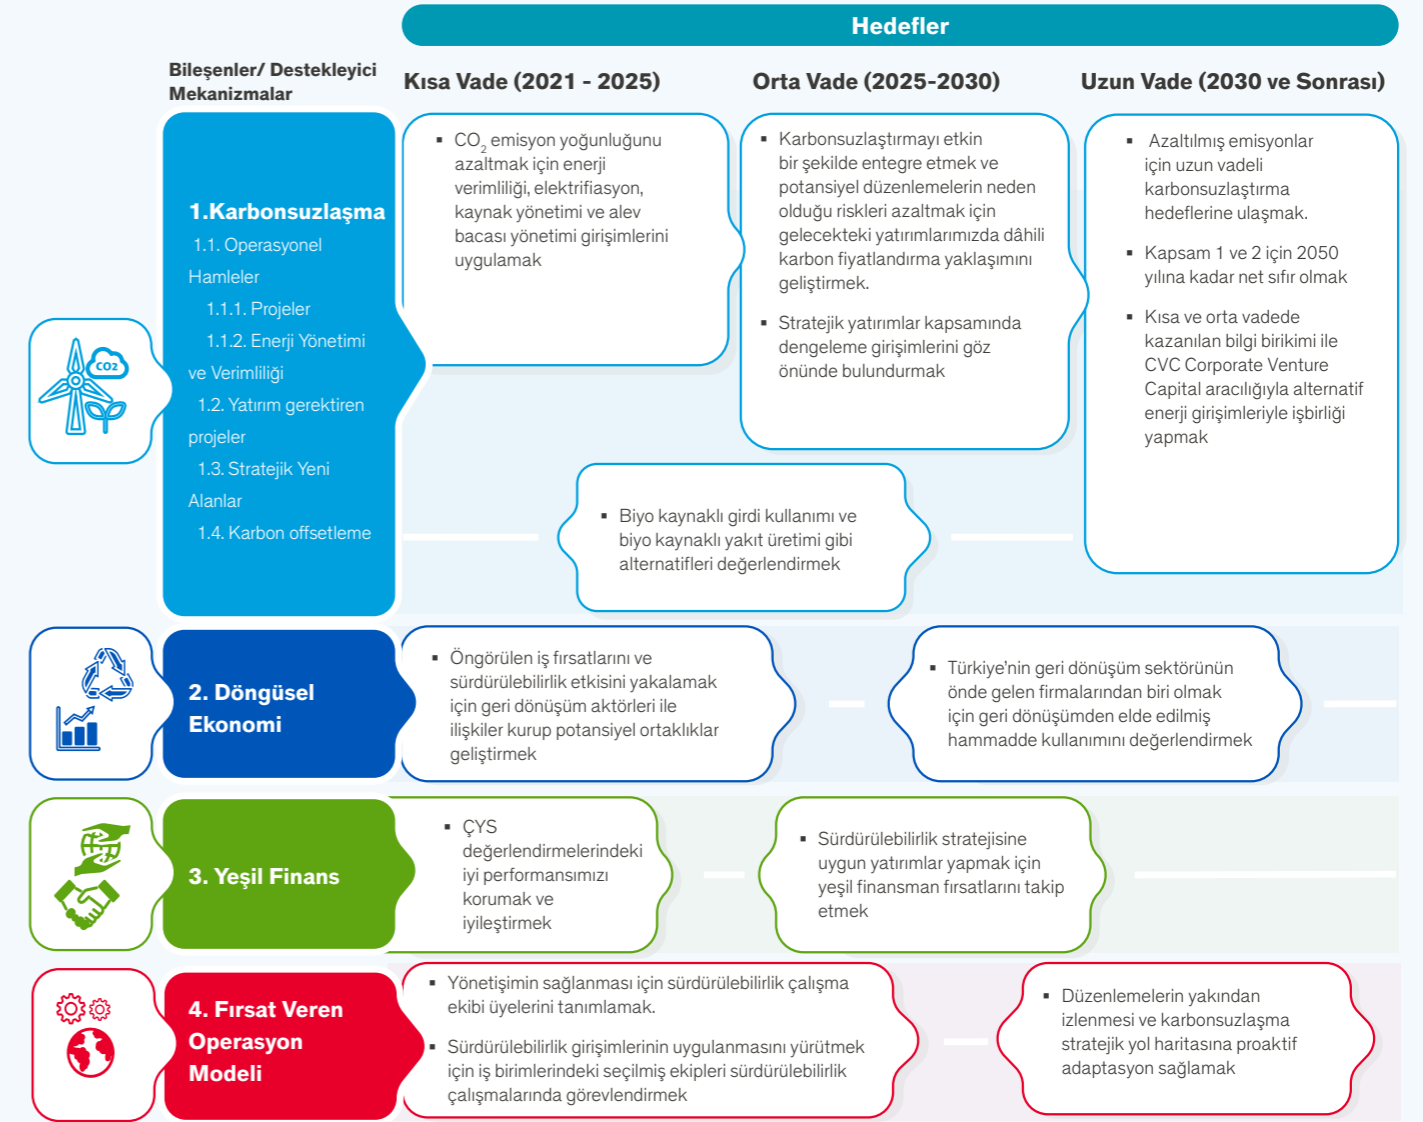 Hedefler
Bileşenler/ Destekleyici
Mekanizmalar
Kısa Vade (2021 - 2025)
Orta Vade (2025-2030)
Uzun Vade (2030 ve Sonrası)
CO2
1.Karbonsuzlaşma
1.1. Operasyonel
Hamleler
1.1.1. Projeler
1.1.2. Enerji Yönetimi
ve Verimliliği
1.2. Yatırım gerektiren
projeler
1.3. Stratejik Yeni
Alanlar
1.4. Karbon offsetleme
▪ CO₂ emisyon yoğunluğunu
azaltmak için enerji
verimliliği, elektrifiasyon,
kaynak yönetimi ve alev
bacası yönetimi girişimlerini
uygulamak
▪ Karbonsuzlaştırmayı etkin
bir şekilde entegre etmek ve
potansiyel düzenlemelerin neden
olduğu riskleri azaltmak için
gelecekteki yatırımlarımızda dâhili
karbon fiyatlandırma yaklaşımını
geliştirmek.
▪ Stratejik yatırımlar kapsamında
dengeleme girişimlerini göz
önünde bulundurmak
▪ Azaltılmış emisyonlar
için uzun vadeli
karbonsuzlaştırma
hedeflerine ulaşmak.
▪ Kapsam 1 ve 2 için 2050
yılına kadar net sıfır olmak
▪ Kısa ve orta vadede
kazanılan bilgi birikimi ile
CVC Corporate Venture
Capital aracılığıyla alternatif
enerji girişimleriyle işbirliği
yapmak
▪ Biyo kaynaklı girdi kullanımı ve
biyo kaynaklı yakıt üretimi gibi
alternatifleri değerlendirmek
2. Döngüsel
Ekonomi
▪ Öngörülen iş fırsatlarını ve
sürdürülebilirlik etkisini yakalamak
için geri dönüşüm aktörleri ile
ilişkiler kurup potansiyel ortaklıklar
geliştirmek
▪ Türkiye’nin geri dönüşüm sektörünün
önde gelen firmalarından biri olmak
için geri dönüşümden elde edilmiş
hammadde kullanımını değerlendirmek
3. Yeşil Finans
▪ ÇYS
değerlendirmelerindeki
iyi performansımızı
korumak ve
iyileştirmek
▪ Sürdürülebilirlik stratejisine
uygun yatırımlar yapmak için
yeşil finansman fırsatlarını takip
etmek
4. Fırsat Veren
Operasyon
Modeli
▪ Yönetişimin sağlanması için sürdürülebilirlik çalışma
ekibi üyelerini tanımlamak.
▪ Sürdürülebilirlik girişimlerinin uygulanmasını yürütmek
için iş birimlerindeki seçilmiş ekipleri sürdürülebilirlik
çalışmalarında görevlendirmek
▪ Düzenlemelerin yakından
izlenmesi ve karbonsuzlaşma
stratejik yol haritasına proaktif
adaptasyon sağlamak